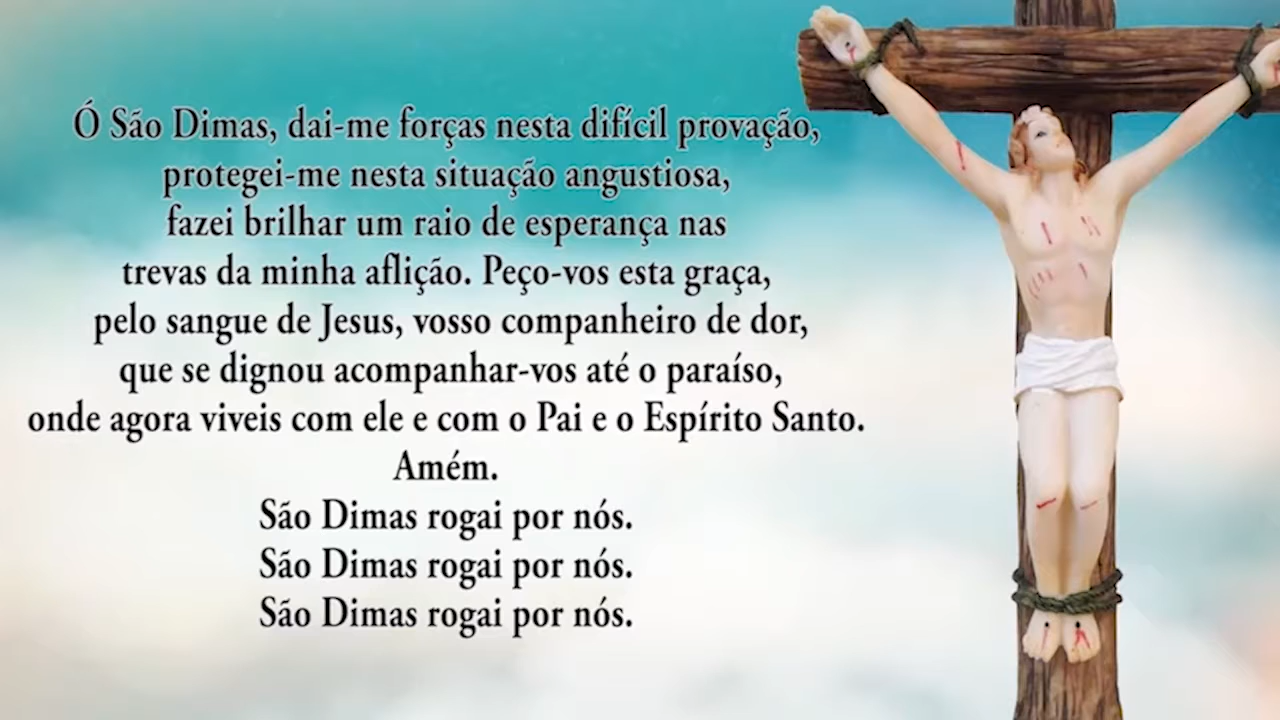 Ó São Dimas, dai-me forças nesta difícil provação,
protegei-me nesta situação angustiosa,
fazei brilhar um raio de esperança nas
trevas da minha aflição. Peço-vos esta graça,
pelo sangue de Jesus, vosso companheiro de dor,
que se dignou acompanhar-vos até o paraíso,
onde agora viveis com ele e com o Pai e o Espírito Santo.
Amém.
São Dimas rogai por nós.
São Dimas rogai por nós.
São Dimas rogai por nós.